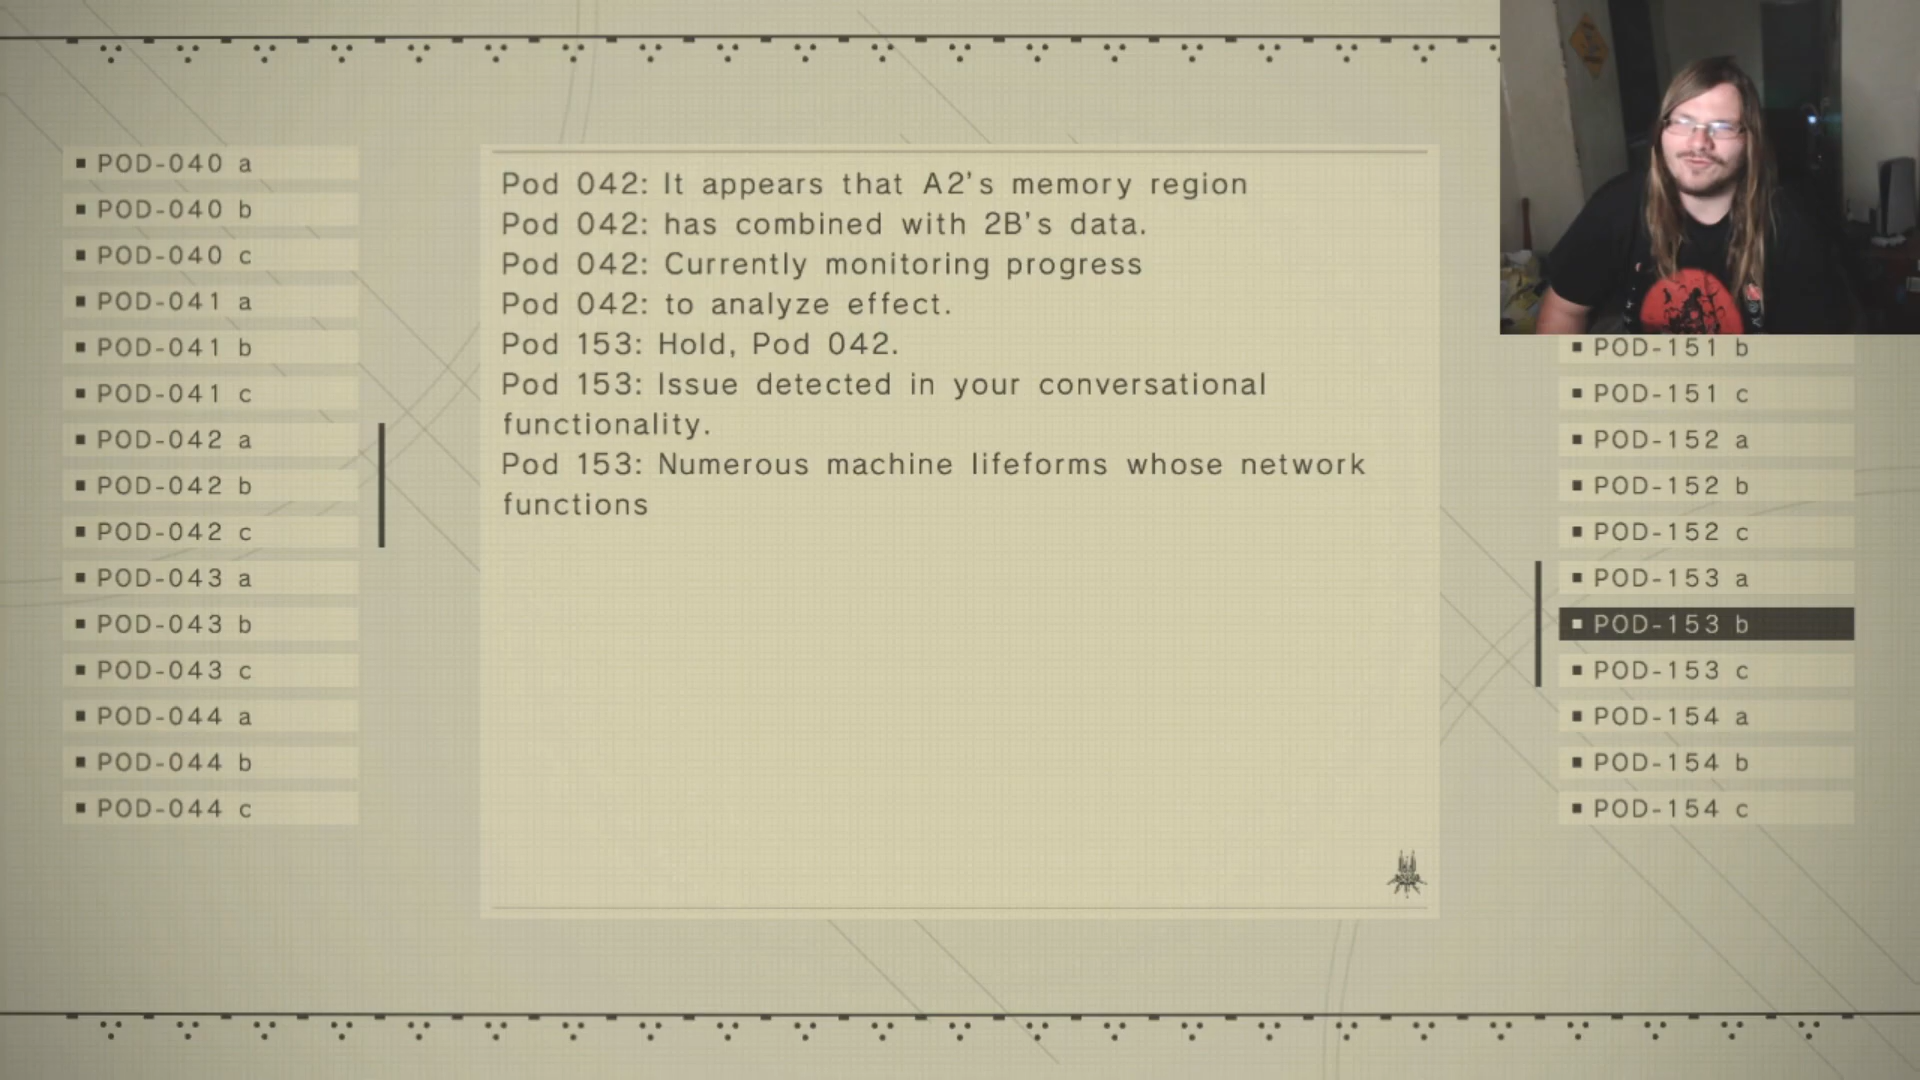 POD-040 a
POD-040 b
POD-040 c
POD-041 a
POD-041 b
POD-041 c
POD-042 a
POD-042 b
POD-042 c
POD-043 a
POD-043 b
POD-043 c
POD-044 a
POD-044 b
POD-044 c
Pod 042: It appears that A2's memory region
Pod 042: has combined with 2B's data.
Pod 042: Currently monitoring progress
Pod 042: to analyze effect.
Pod 153: Hold, Pod 042.
Pod 153: Issue detected in your conversational
functionality.
Pod 153: Numerous machine lifeforms whose network
functions
POD-151 b
POD-151 c
POD-152 a
POD-152 b
POD-152 c
POD-153 a
POD-153 b
POD-153 c
POD-154 a
POD-154 b
POD-154 c